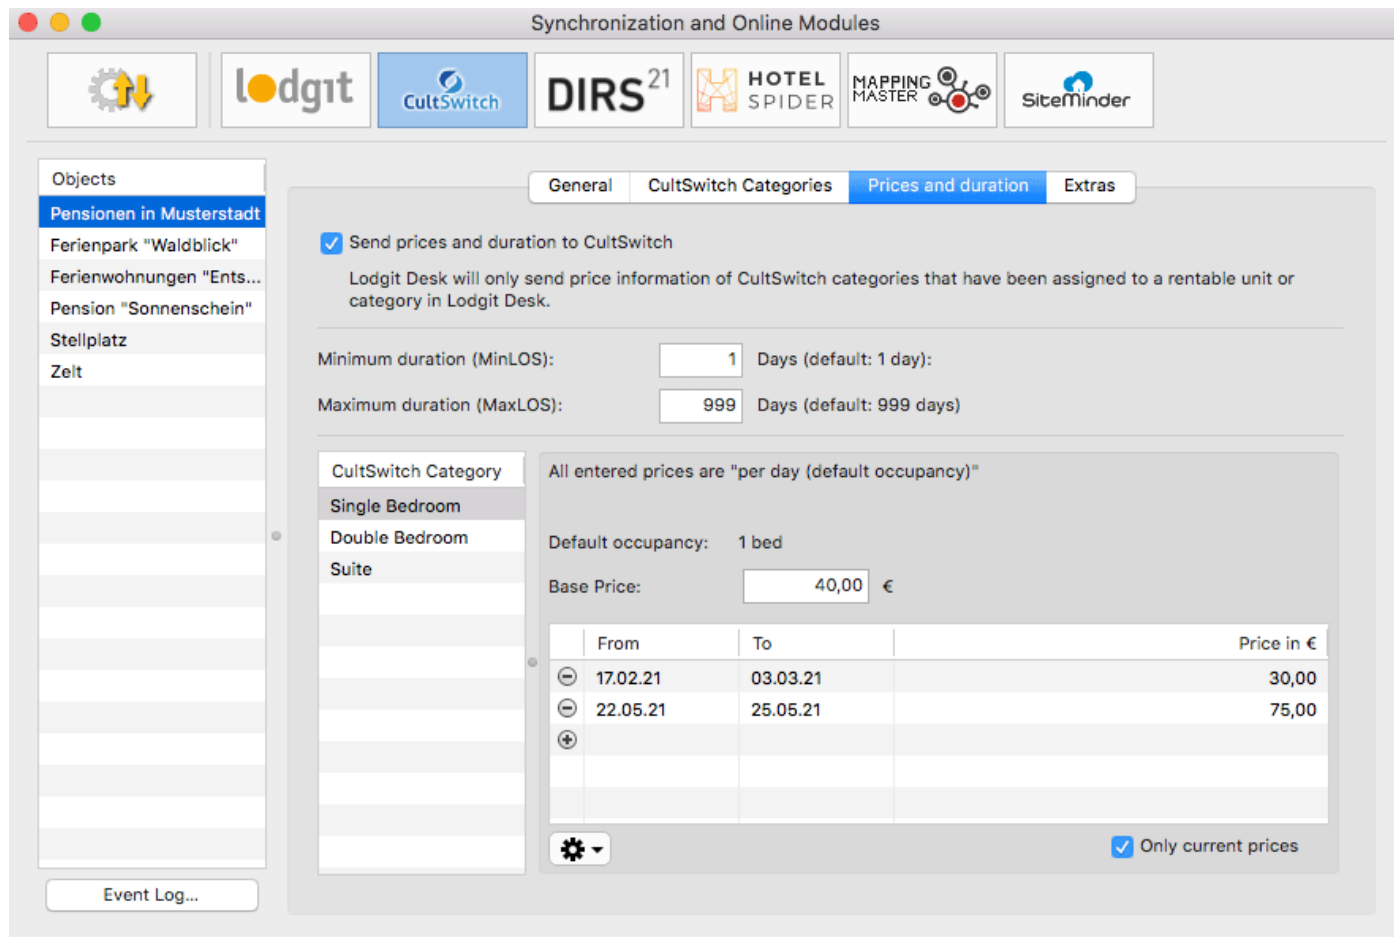 Synchronization and Online Modules
lodgit
CultSwitch
DIRS21
HOTEL
SPIDER
MAPPING
MASTER
SiteMinder
Objects
Pensionen in Musterstadt
Ferienpark "Waldblick"
Ferienwohnungen "Ents...
Pension "Sonnenschein"
Stellplatz
Zelt
Event Log...
General CultSwitch Categories Prices and duration Extras
Send prices and duration to CultSwitch
Lodgit Desk will only send price information of CultSwitch categories that have been assigned to a rentable unit or
category in Lodgit Desk.
Minimum duration (MinLOS): 1 Days (default: 1 day):
Maximum duration (MaxLOS): 999 Days (default: 999 days)
CultSwitch Category
Single Bedroom
Double Bedroom
Suite
All entered prices are "per day (default occupancy)"
Default occupancy: 1 bed
Base Price: 40,00 €
From To Price in €
17.02.21 03.03.21 30,00
22.05.21 25.05.21 75,00
Only current prices